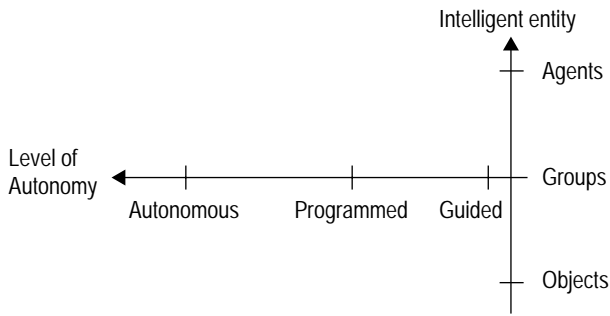 Intelligent entity
Agents
Level of
Autonomy
Groups
Autonomous Programmed Guided
Objects